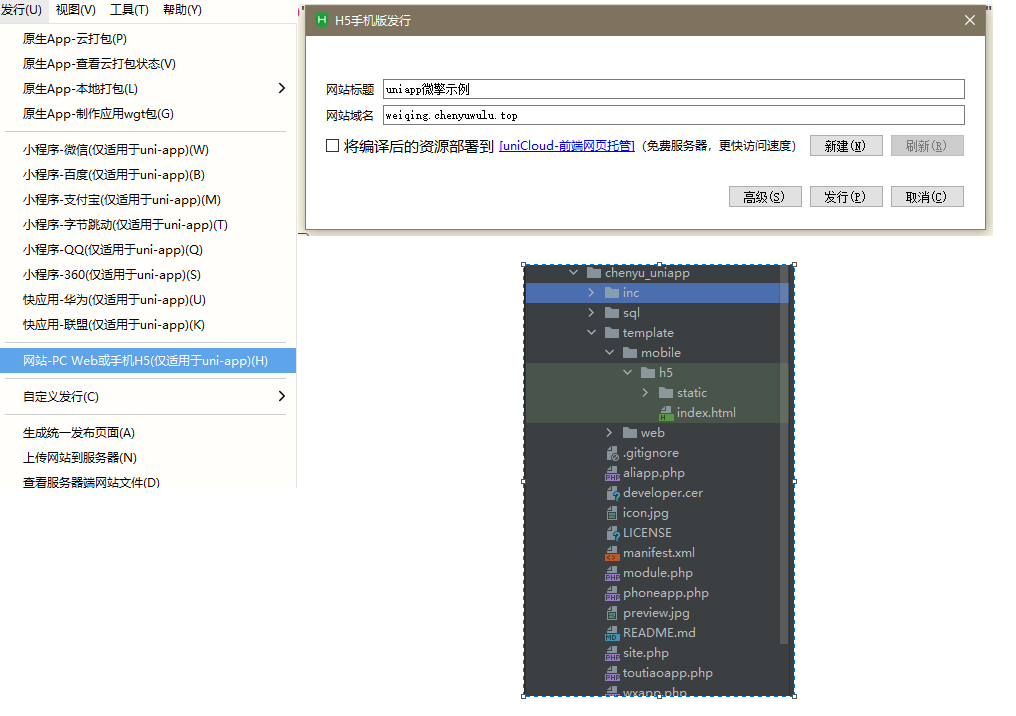 发行(U) 视图(V) 工具(T) 帮助(Y)
原生App-云打包(P)
原生App-查看云打包状态(V)
原生App-本地打包(L)
原生App-制作应用wgt包(G)
小程序-微信(仅适用于uni-app)(W)
小程序-百度(仅适用于uni-app)(B)
小程序-支付宝(仅适用于uni-app)(M)
小程序-字节跳动(仅适用于uni-app)(T)
小程序-QQ(仅适用于uni-app)(Q)
小程序-360(仅适用于uni-app)(S)
快应用-华为(仅适用于uni-app)(U)
快应用-联盟(仅适用于uni-app)(K)
网站-PC Web或手机H5(仅适用于uni-app)(H)
自定义发行(C)
生成统一发布页面(A)
上传网站到服务器(N)
查看服务器端网站文件(D)
H5手机版发行
网站标题 uniapp微擎示例
网站域名 weiqing.chenyuwulu.top
将编译后的资源部署到 [uniCloud-前端网页托管] (免费服务器，更快访问速度) 新建(N) 刷新(R)
高级(S) 发行(P) 取消(C)
chenyu_uniapp
inc
sql
template
mobile
h5
static
index.html
web
.gitignore
aliapp.php
developer.cer
icon.jpg
LICENSE
manifest.xml
module.php
phoneapp.php
preview.jpg
README.md
site.php
toutiaoapp.php
wxapp.php